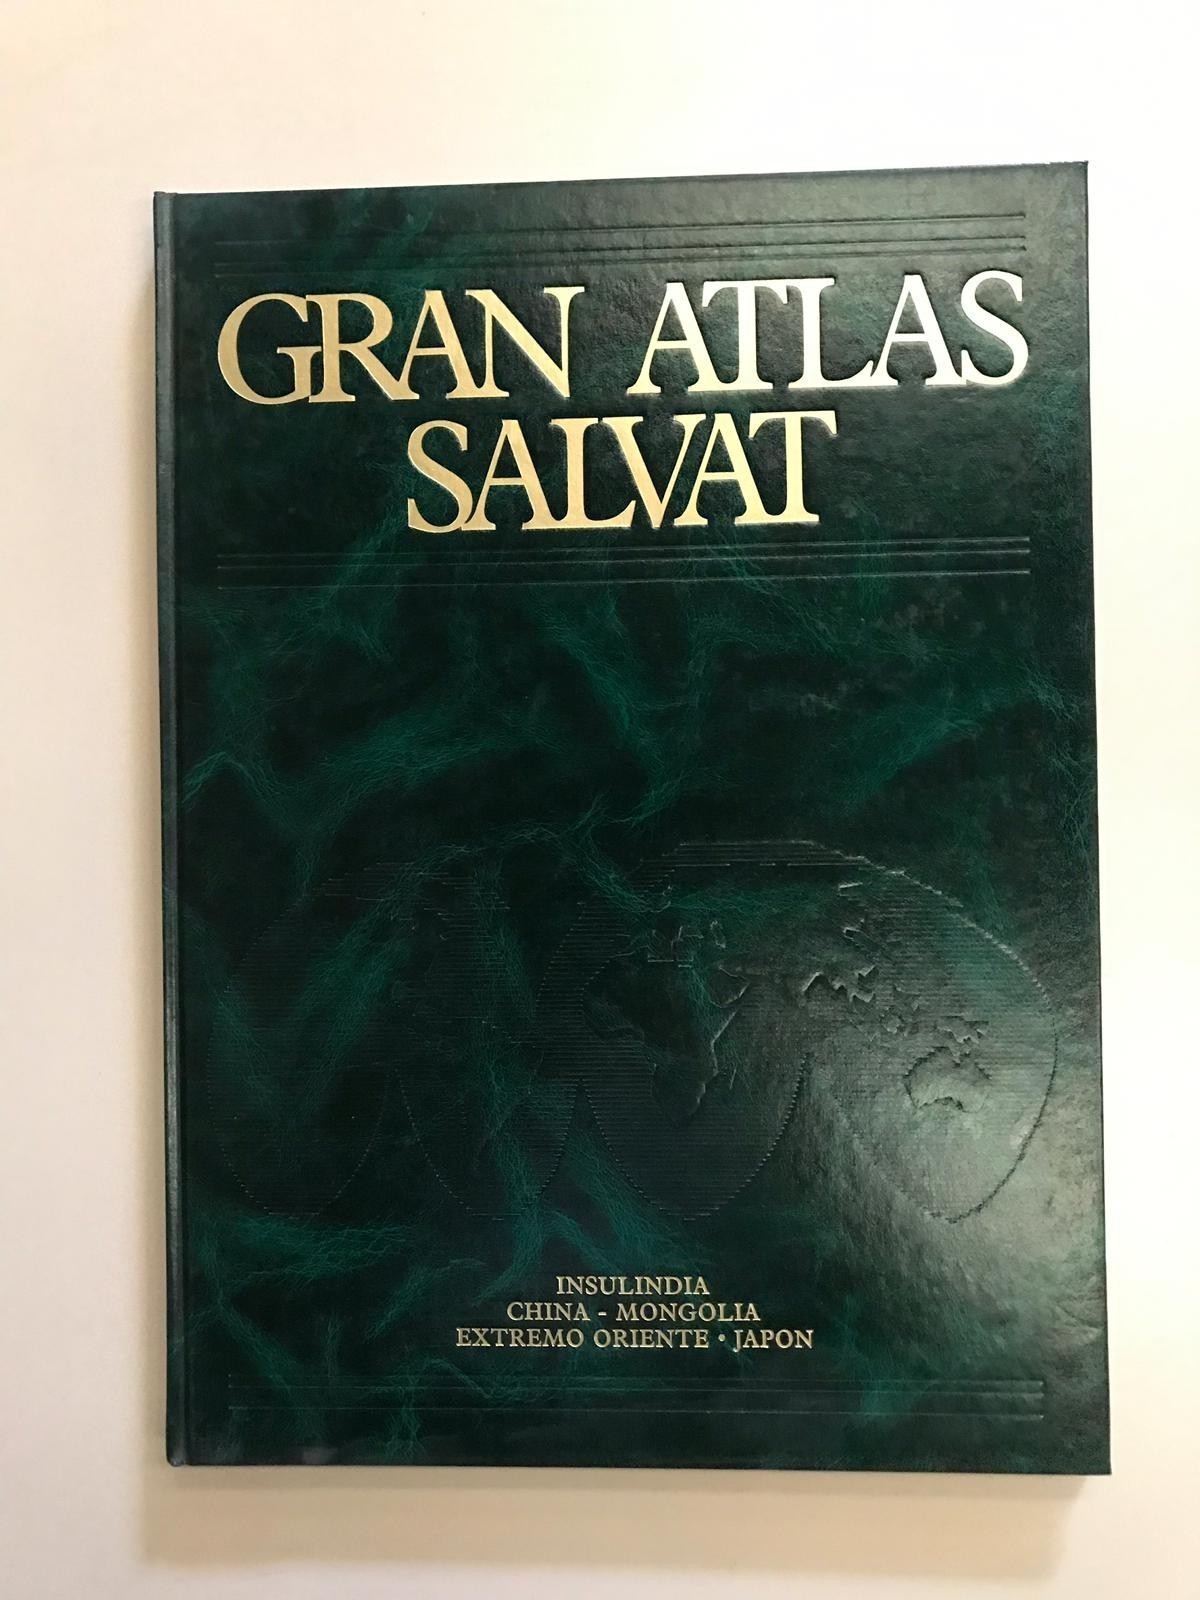 GRAN ATLAS
SALVAT
INSULINDIA
CHINA - MONGOLIA
EXTREMO ORIENTE • JAPON